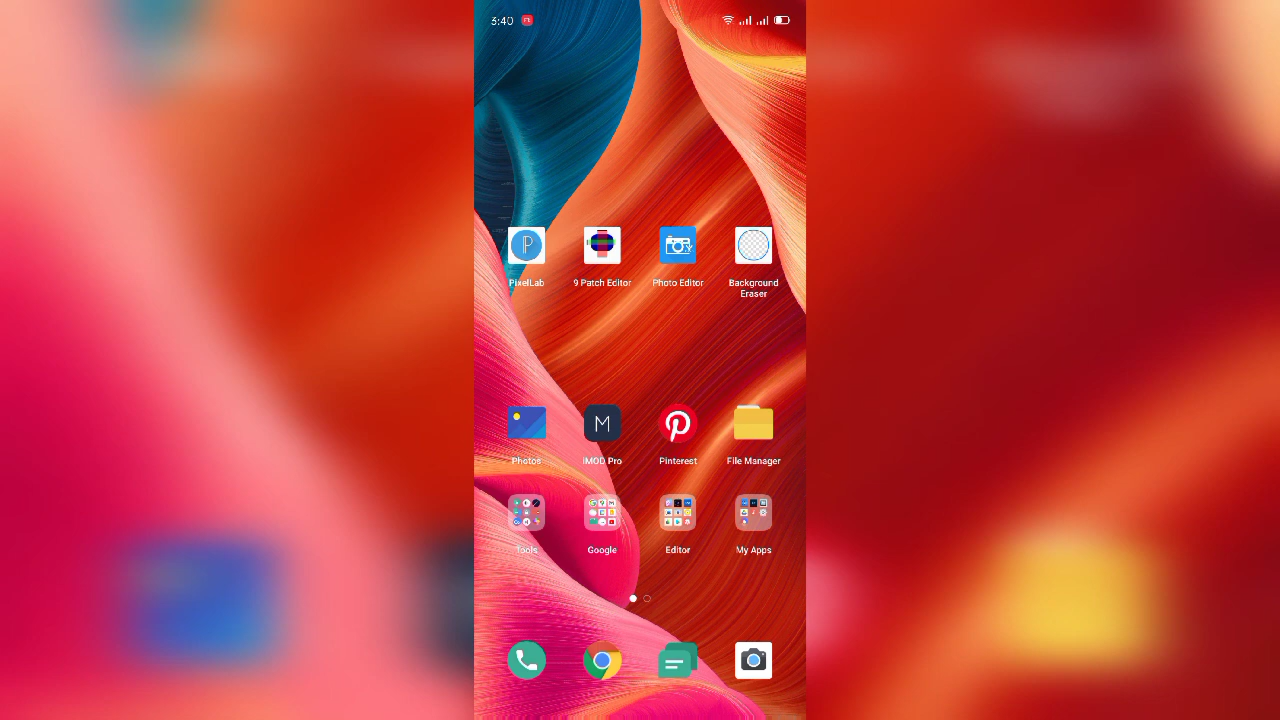 3:40
PixelLab
9 Patch Editor
Photo Editor
Background
Eraser
Photos
IMOD Pro
Pinterest
File Manager
Tools
Google
Editor
My Apps